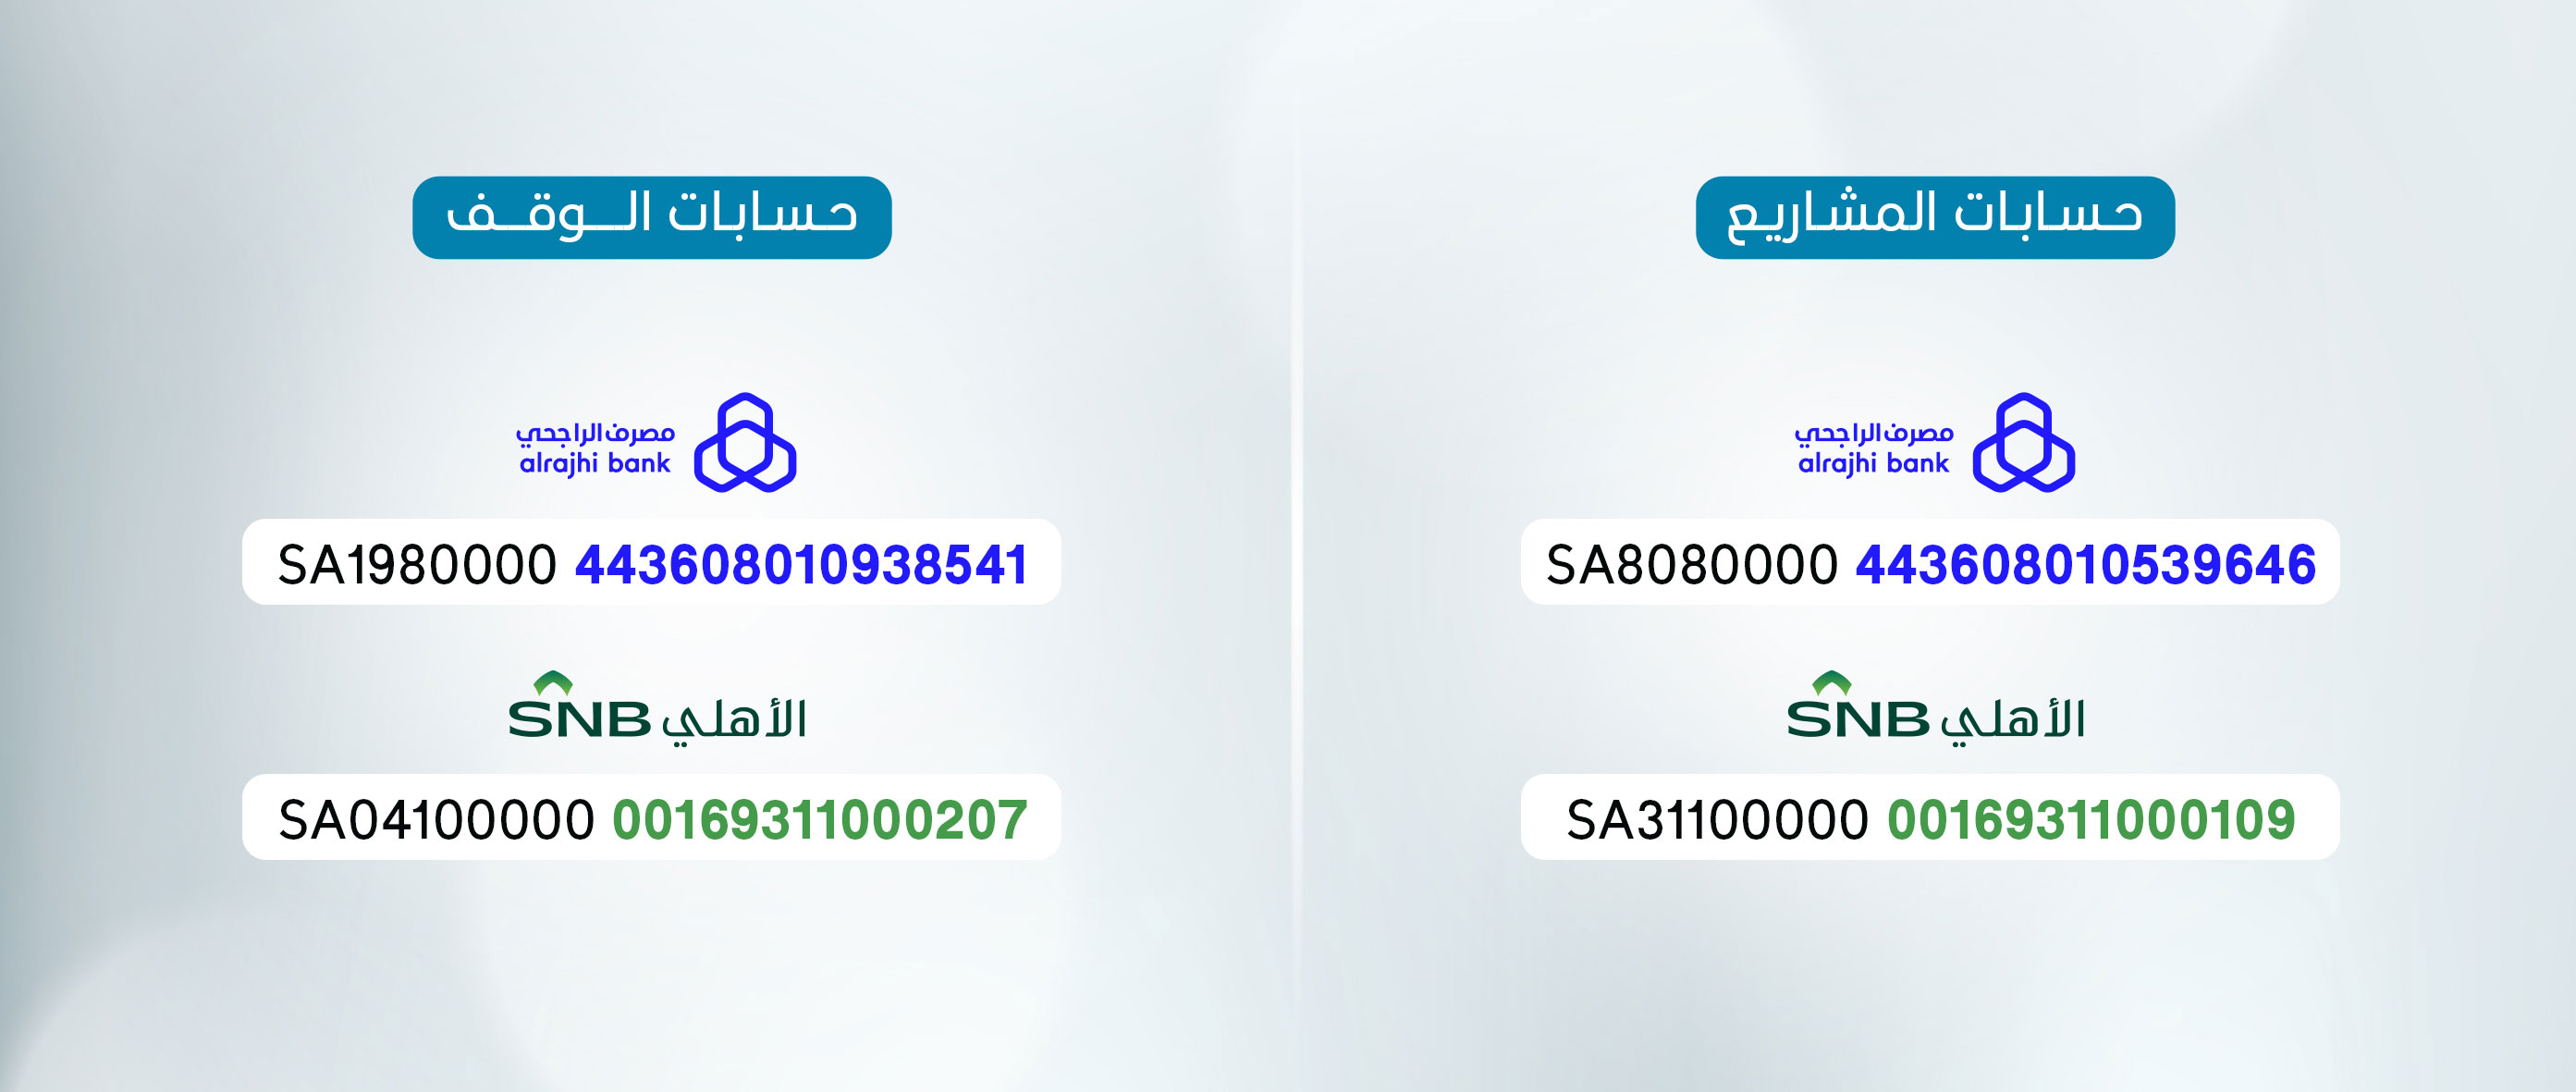 حسابات المشاريع
مصرف الراجحي
alrajhi bank
SA8080000 443608010539646
SNB الأهلي
SA31100000 00169311000109
حسابات الـــوقــف
مصرف الراجحي
alrajhi bank
SA1980000 443608010938541
SNB الأهلي
SA04100000 00169311000207